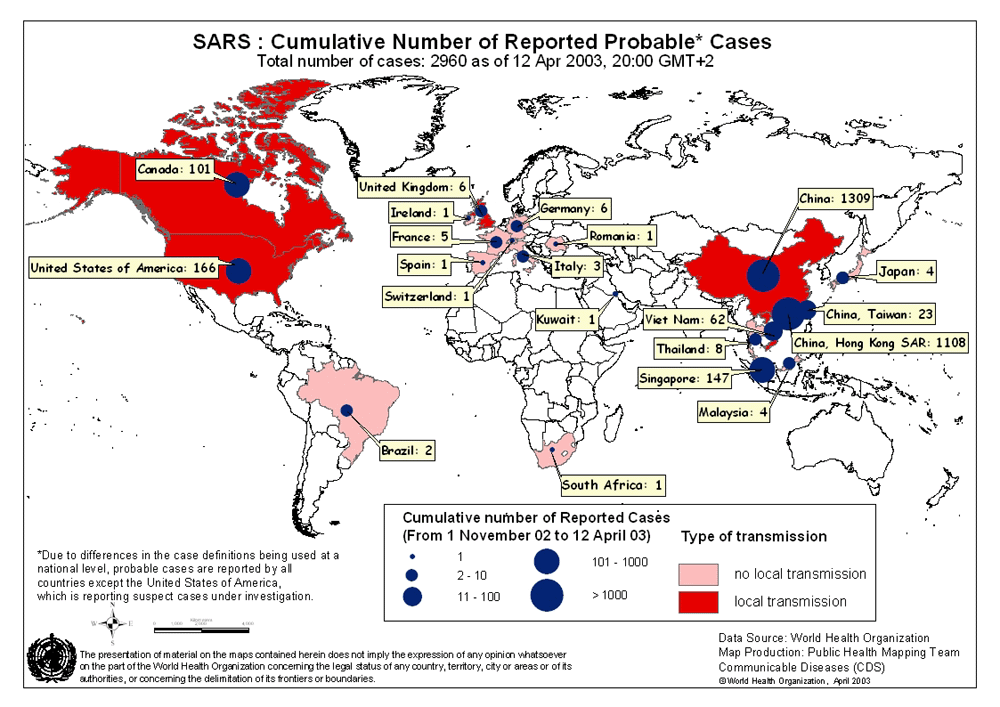 SARS : Cumulative Number of Reported Probable* Cases
Total number of cases: 2960 as of 12 Apr 2003, 20:00 GMT+2
Canada: 101
United Kingdom: 6
Ireland: 1
Germany: 6
China: 1309
France: 5
Romania: 1
United States of America: 166
Spain: 1
Italy: 3
Japan: 4
Switzerland: 1
Kuwait: 1
Viet Nam: 62
China, Taiwan: 23
Thailand: 8
China, Hong Kong SAR: 1108
Singapore: 147
Malaysia: 4
Brazil: 2
South Africa: 1
Cumulative number of Reported Cases
(From 1 November 02 to 12 April 03)
1
2 - 10
11 - 100
101 - 1000
> 1000
Type of transmission
no local transmission
local transmission
*Due to differences in the case definitions being used at a
national level, probable cases are reported by all
countries except the United States of America,
which is reporting suspect cases under investigation.
N
W E
S
The presentation of material on the maps contained herein does not imply the expression of any opinion whatsoever
on the part of the World Health Organization concerning the legal status of any country, territory, city or areas or of its
authorities, or concerning the delimitation of its frontiers or boundaries.
Data Source: World Health Organization
Map Production: Public Health Mapping Team
Communicable Diseases (CDS)
©World Health Organization, April 2003